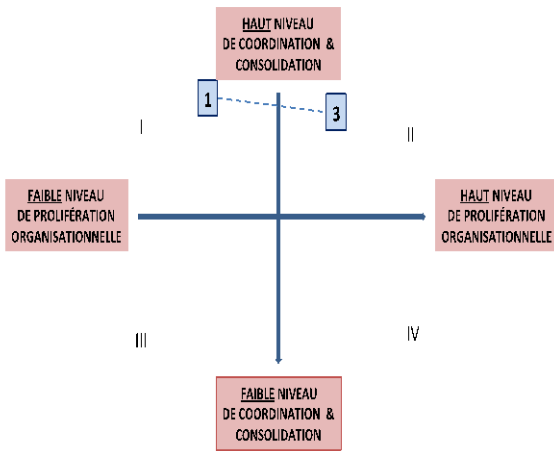 HAUT NIVEAU
DE COORDINATION &
CONSOLIDATION
1
3
I
II
FAIBLE NIVEAU
DE PROLIFÉRATION
ORGANISATIONNELLE
HAUT NIVEAU
DE PROLIFÉRATION
ORGANISATIONNELLE
III
IV
FAIBLE NIVEAU
DE COORDINATION &
CONSOLIDATION